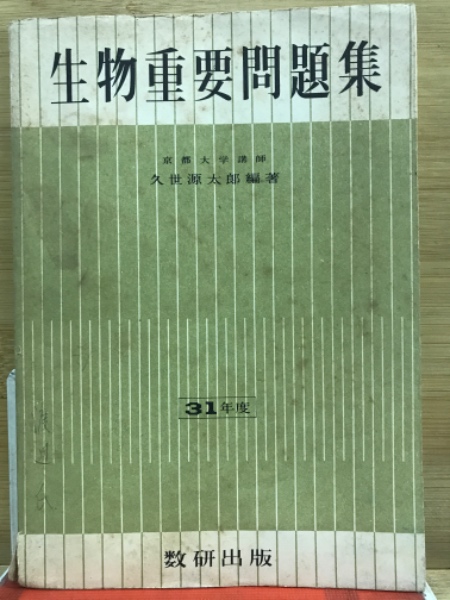 生物重要問題集
京都大学講師
久世源太郎編著
31年度
数研出版